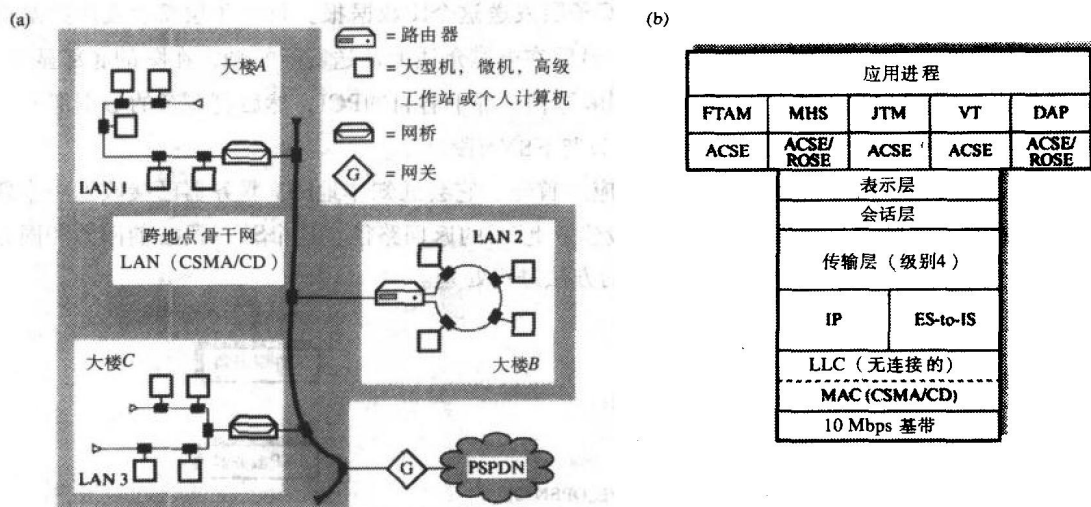 (a)
= 路由器
= 大型机，微机，高级
工作站或个人计算机
= 网桥
G = 网关
大楼A
LAN 1
跨地点骨干网
LAN (CSMA/CD)
LAN 2
大楼B
大楼C
LAN 3
G
PSPDN
(b)
应用进程
FTAM MHS JTM VT DAP
ACSE ACSE/ROSE ACSE ACSE ACSE/ROSE
表示层
会话层
传输层（级别4）
IP ES-to-IS
LLC（无连接的）
MAC (CSMA/CD)
10 Mbps 基带